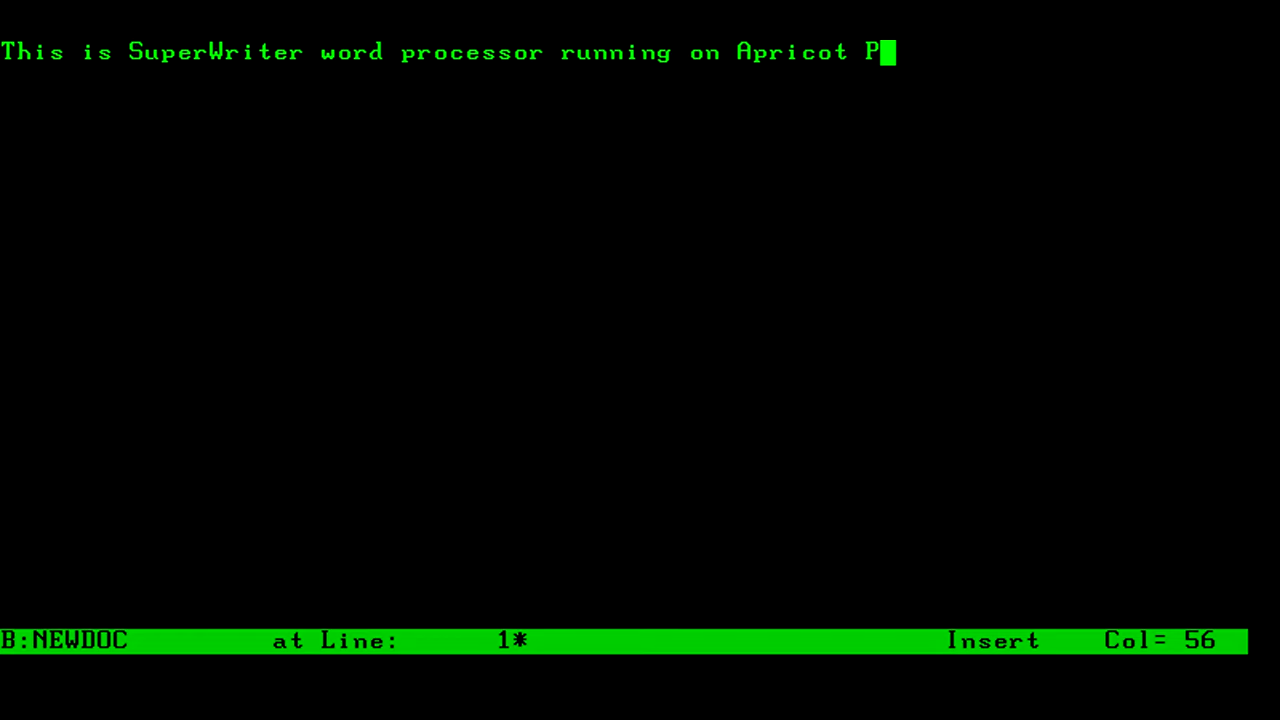 This is SuperWriter word processor running on Apricot P
B:NEWDOC at Line: 1* Insert Col= 56